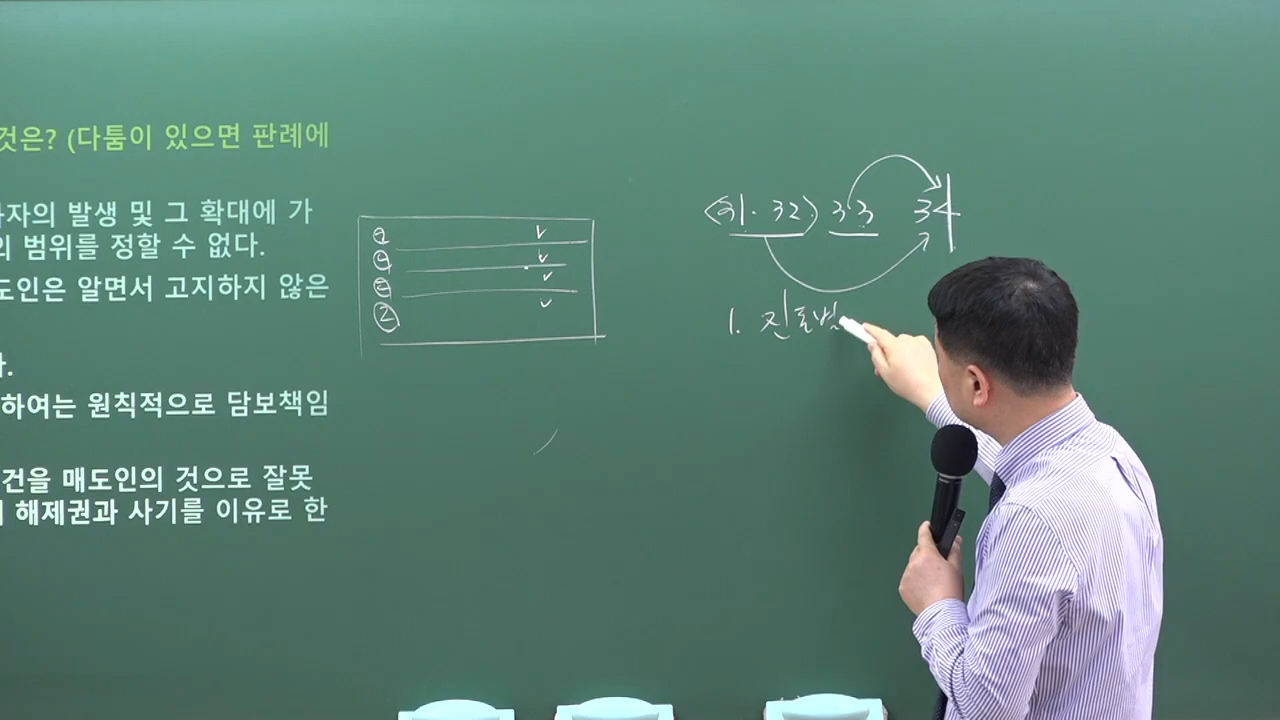 것은? (다툼이 있으면 판례에
하자의 발생 및 그 확대에 가
의 범위를 정할 수 없다.
도인은 알면서 고지하지 않은
다.
하여는 원칙적으로 담보책임
건을 매도인의 것으로 잘못
해제권과 사기를 이유로 한
ㄱ
ㄴ
ㄷ
ㄹ
<31. 32> 33 34
1. 진도별